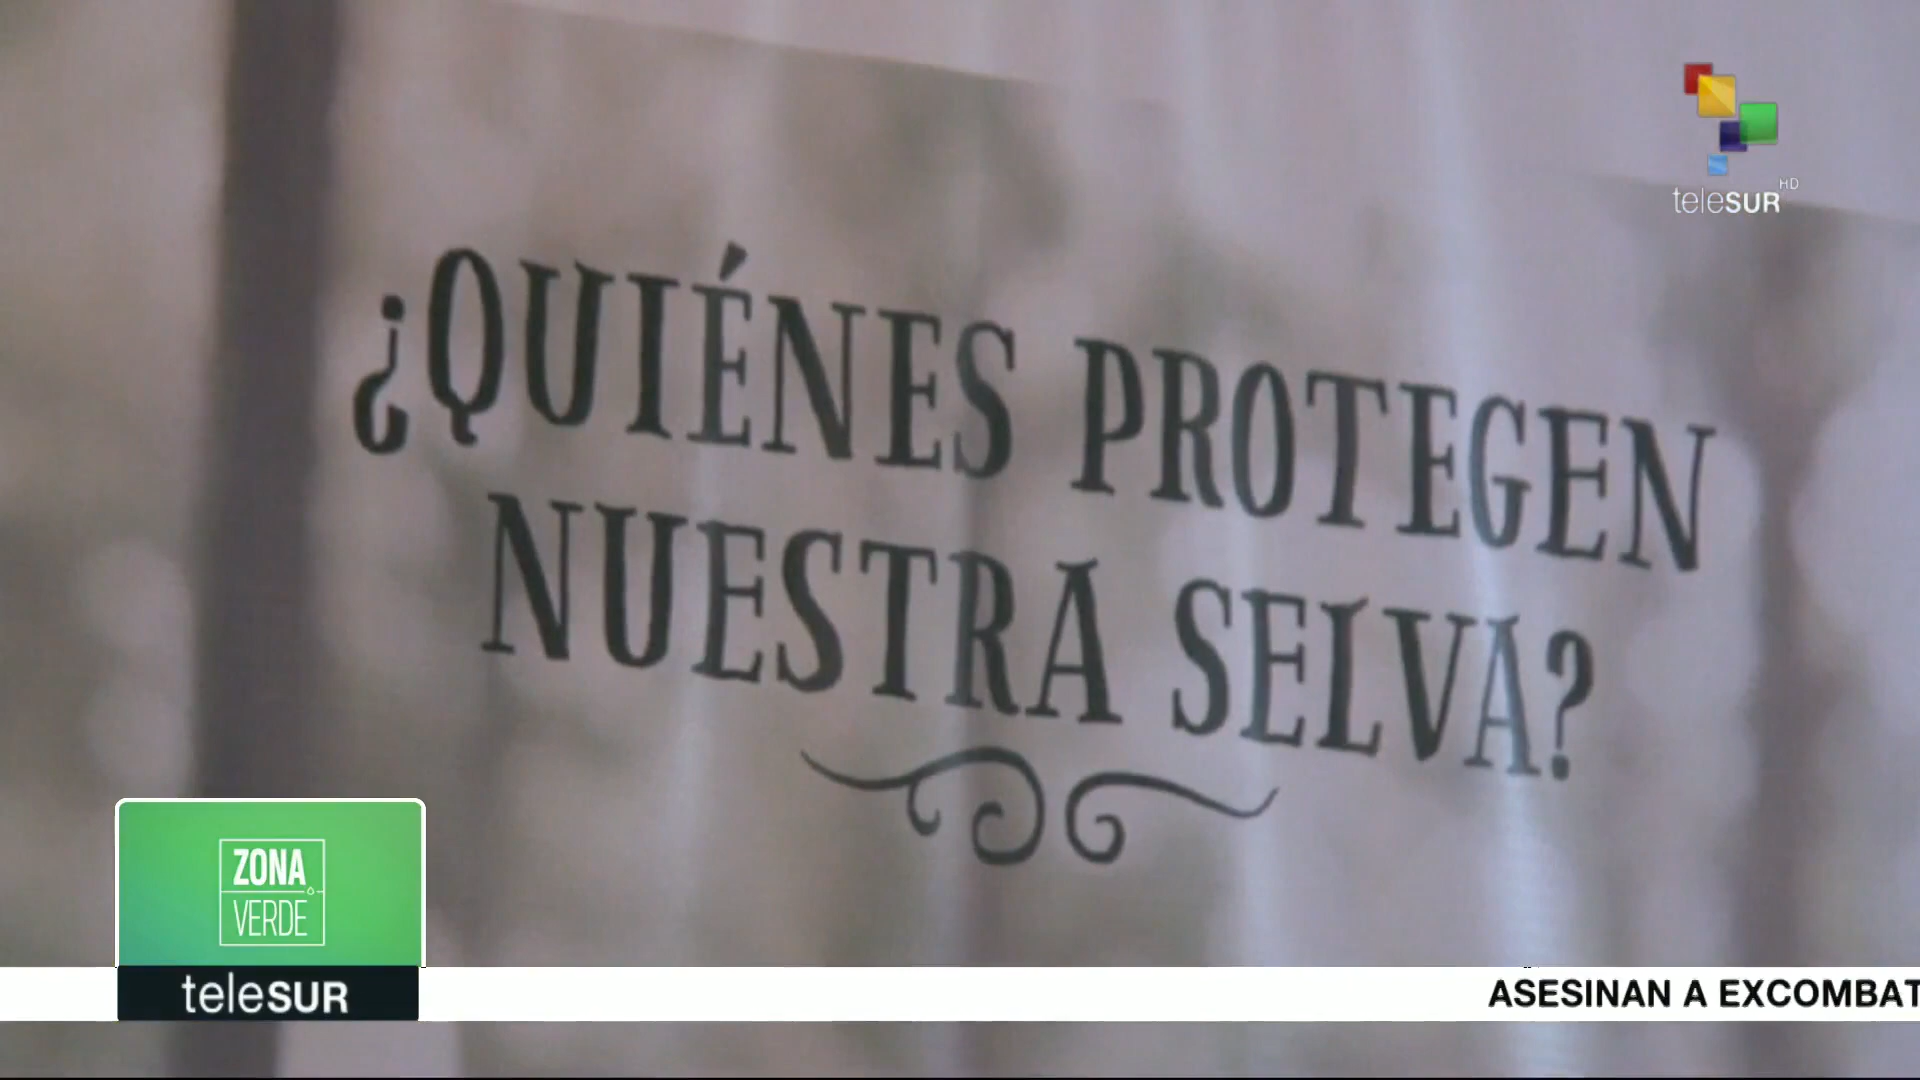 teleSUR HD
¿QUIÉNES PROTEGEN
NUESTRA SELVA?
ZONA
VERDE
teleSUR
ASESINAN A EXCOMBAT